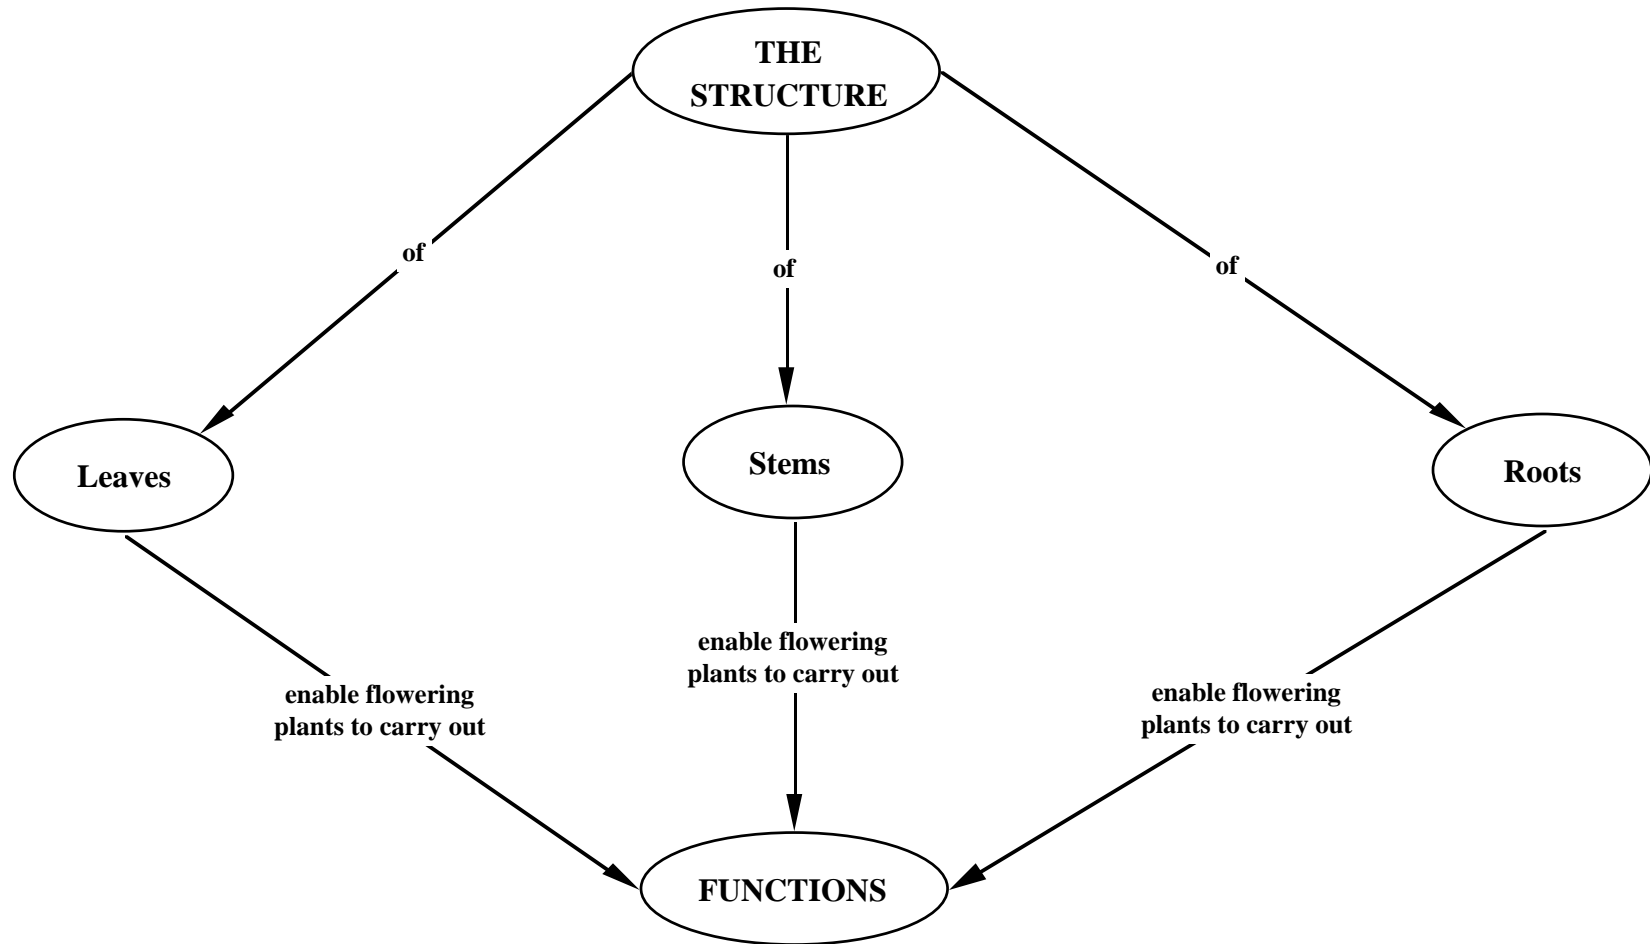 THE
STRUCTURE
of
of
of
Leaves
Stems
Roots
enable flowering
plants to carry out
enable flowering
plants to carry out
enable flowering
plants to carry out
FUNCTIONS